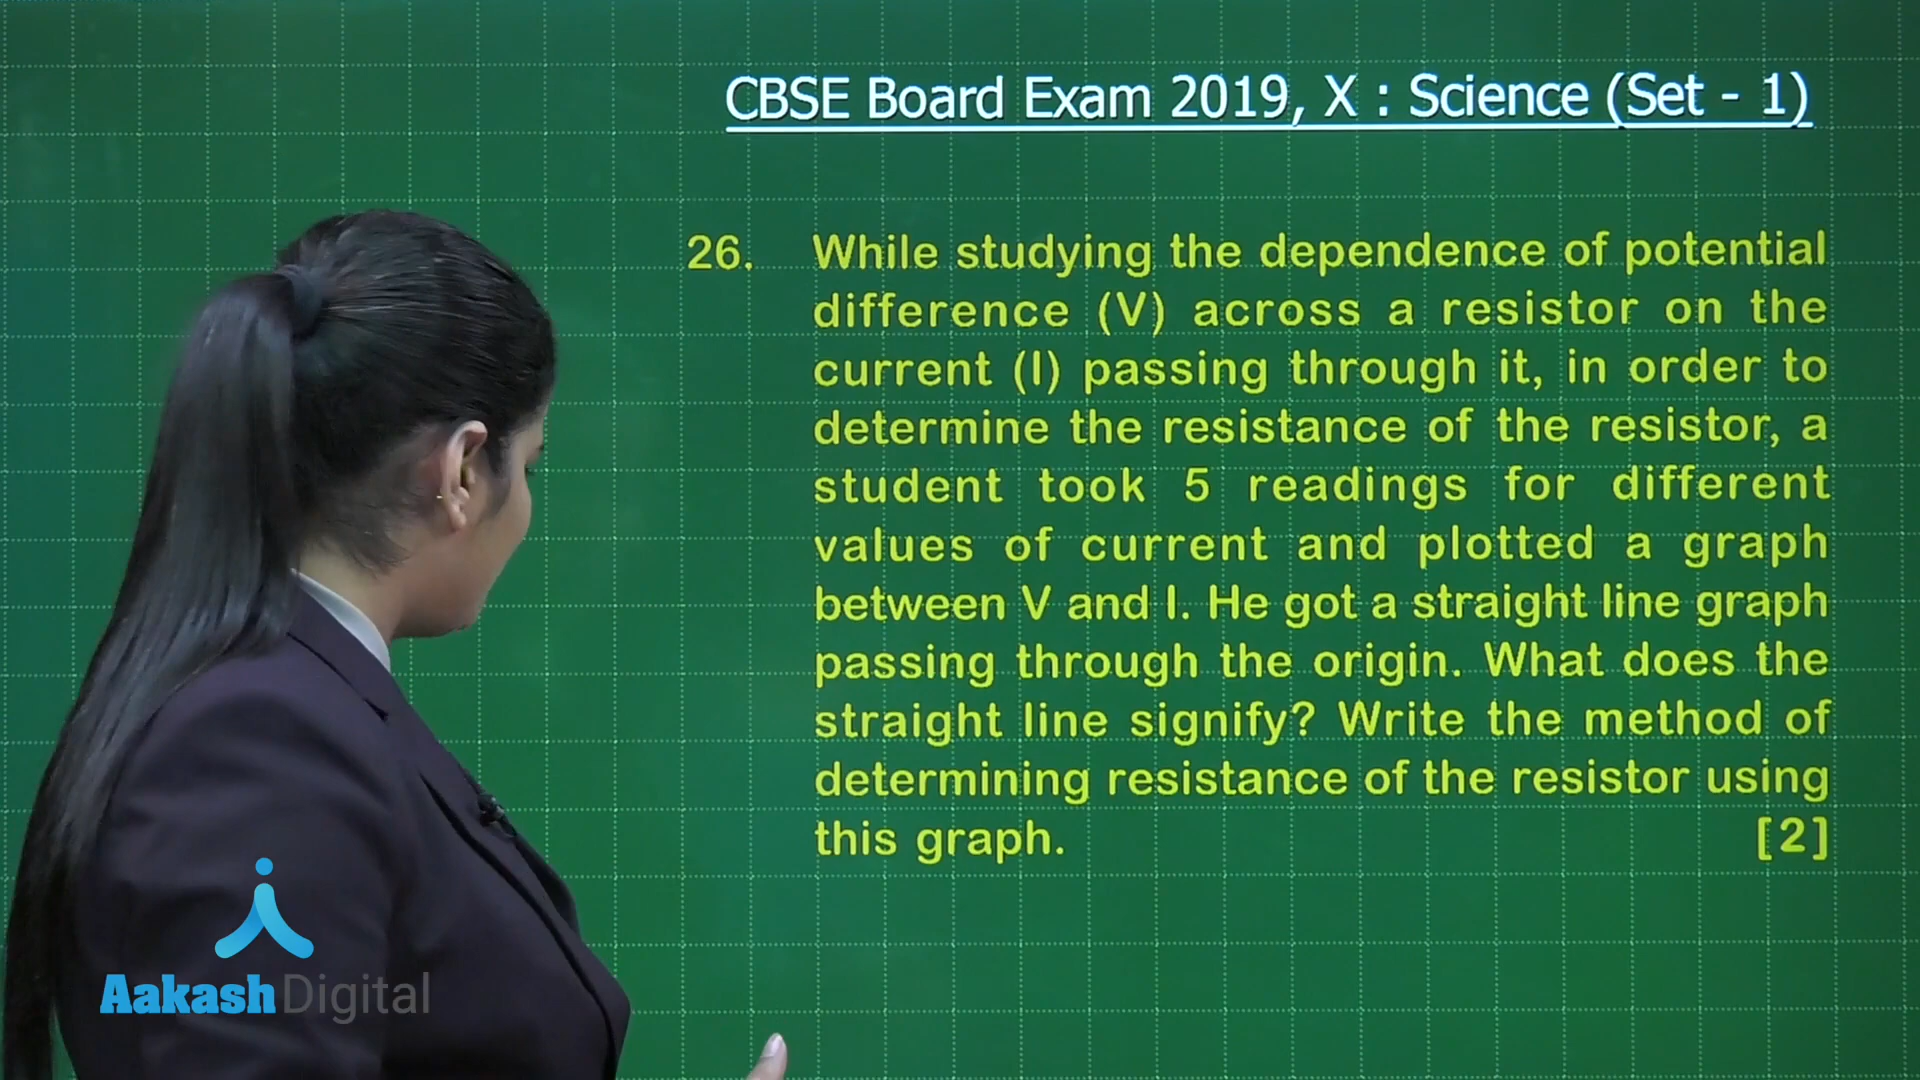 CBSE Board Exam 2019, X : Science (Set - 1)
26. While studying the dependence of potential
difference (V) across a resistor on the
current (I) passing through it, in order to
determine the resistance of the resistor, a
student took 5 readings for different
values of current and plotted a graph
between V and I. He got a straight line graph
passing through the origin. What does the
straight line signify? Write the method of
determining resistance of the resistor using
this graph. [2]
Aakash Digital